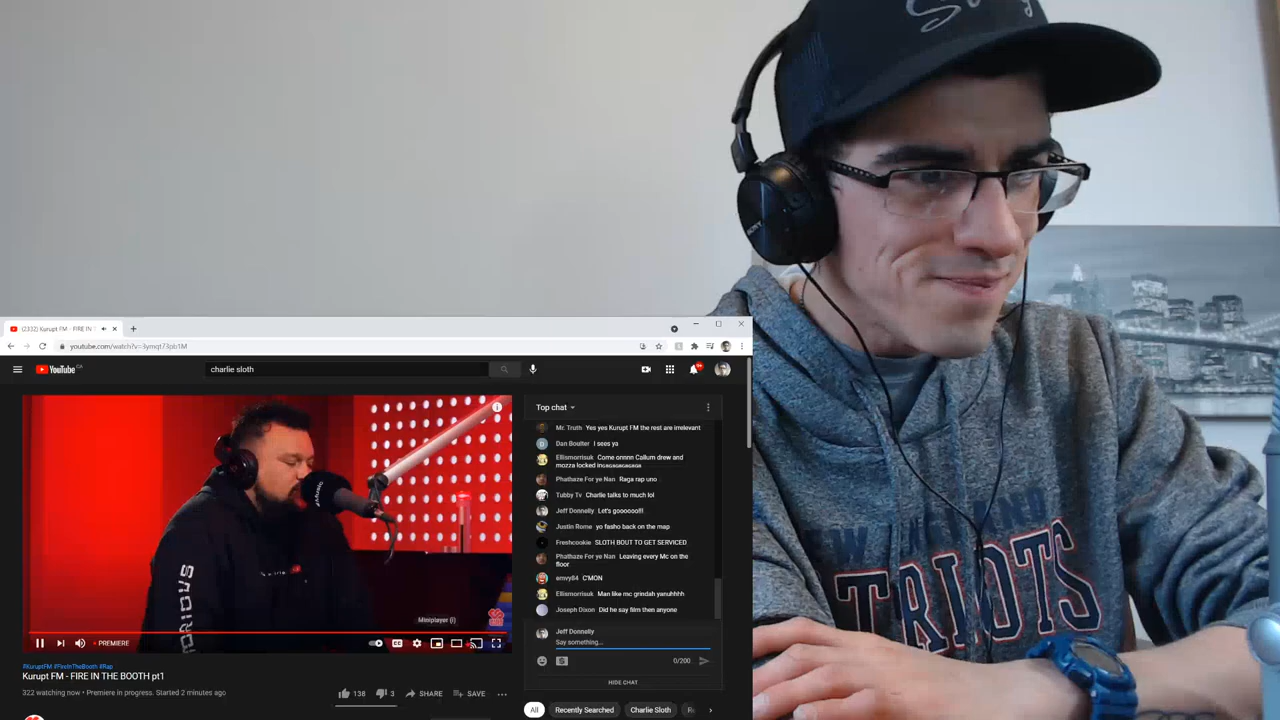 SONY
TRIOTS
(2332) Kurupt FM - FIRE IN
youtube.com/watch?v=3ymqt73pb1M
YouTube CA
charlie sloth
9+
Top chat
Mr. Truth Yes yes Kurupt FM the rest are irrelevant
Dan Boulter I sees ya
Ellismorrisuk Come onnnn Callum drew and
mozza locked in
Phathaze For ye Nan Raga rap uno
Tubby Tv Charlie talks to much lol
Jeff Donnelly Let's goooooo!!!
Justin Rome yo fasho back on the map
Freshcookie SLOTH BOUT TO GET SERVICED
Phathaze For ye Nan Leaving every Mc on the
floor
envy84 C'MON
Ellismorrisuk Man like mc grindah yanuhhhh
Joseph Dixon Did he say film then anyone
Jeff Donnelly
Say something...
0/200
HIDE CHAT
Miniplayer (i)
PREMIERE
#KuruptFM #FireInTheBooth #Rap
Kurupt FM - FIRE IN THE BOOTH pt1
322 watching now • Premiere in progress. Started 2 minutes ago
138
3
SHARE
SAVE
All
Recently Searched
Charlie Sloth